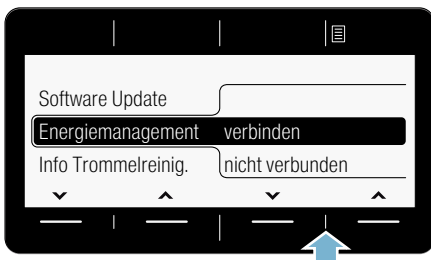 Software Update
Energiemanagement verbinden
Info Trommelreinig. nicht verbunden